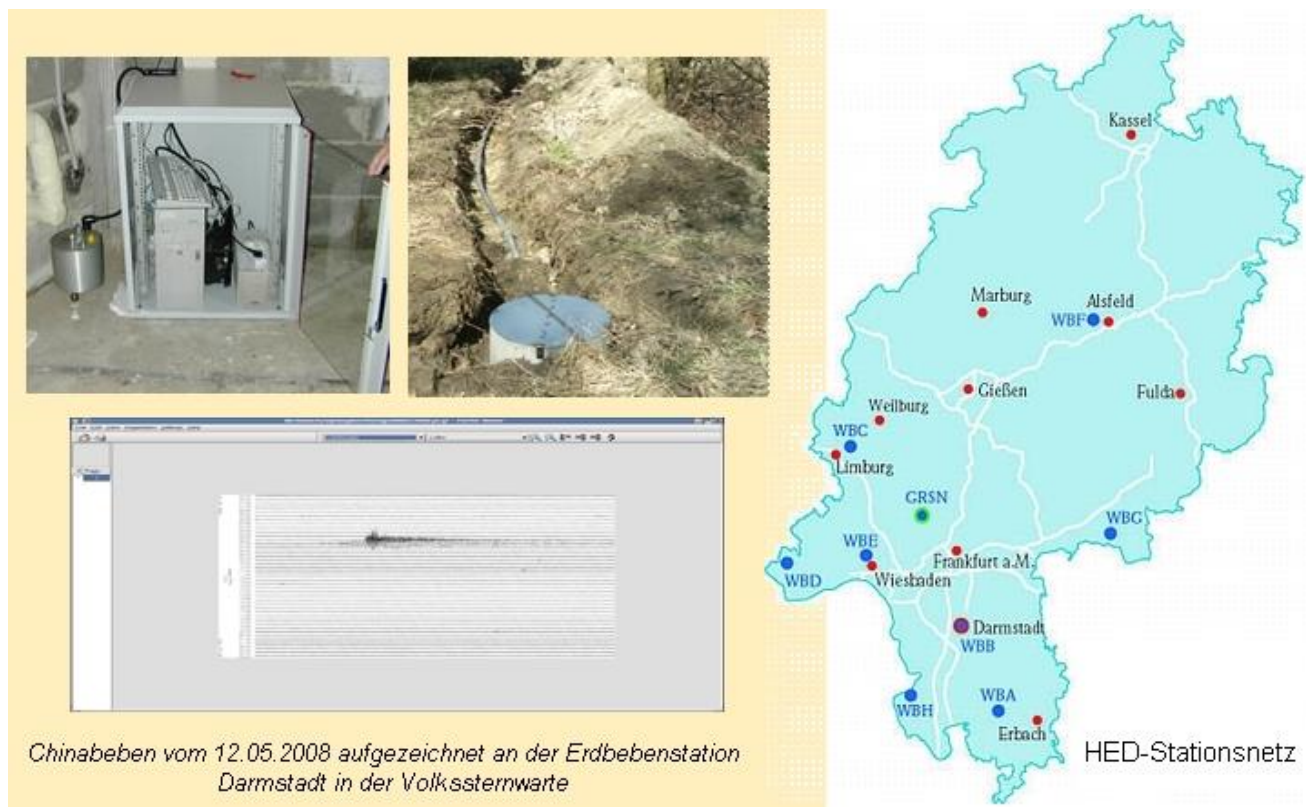 Kassel
Marburg
Alsfeld
WBF
Gießen
Fulda
Weilburg
WBC
Limburg
GRSN
WBG
WBE
Frankfurt a.M.
WBD
Wiesbaden
Darmstadt
WBB
WBA
WBH
Erbach
HED-Stationsnetz
Chinabeben vom 12.05.2008 aufgezeichnet an der Erdbebenstation
Darmstadt in der Volkssternwarte